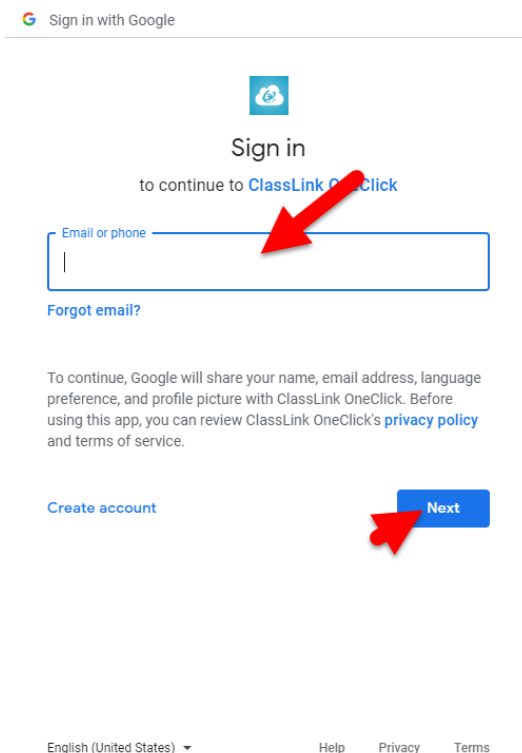 Sign in with Google
Sign in
to continue to ClassLink OneClick
Email or phone
Forgot email?
To continue, Google will share your name, email address, language
preference, and profile picture with ClassLink OneClick. Before
using this app, you can review ClassLink OneClick's privacy policy
and terms of service.
Create account Next
English (United States) Help Privacy Terms